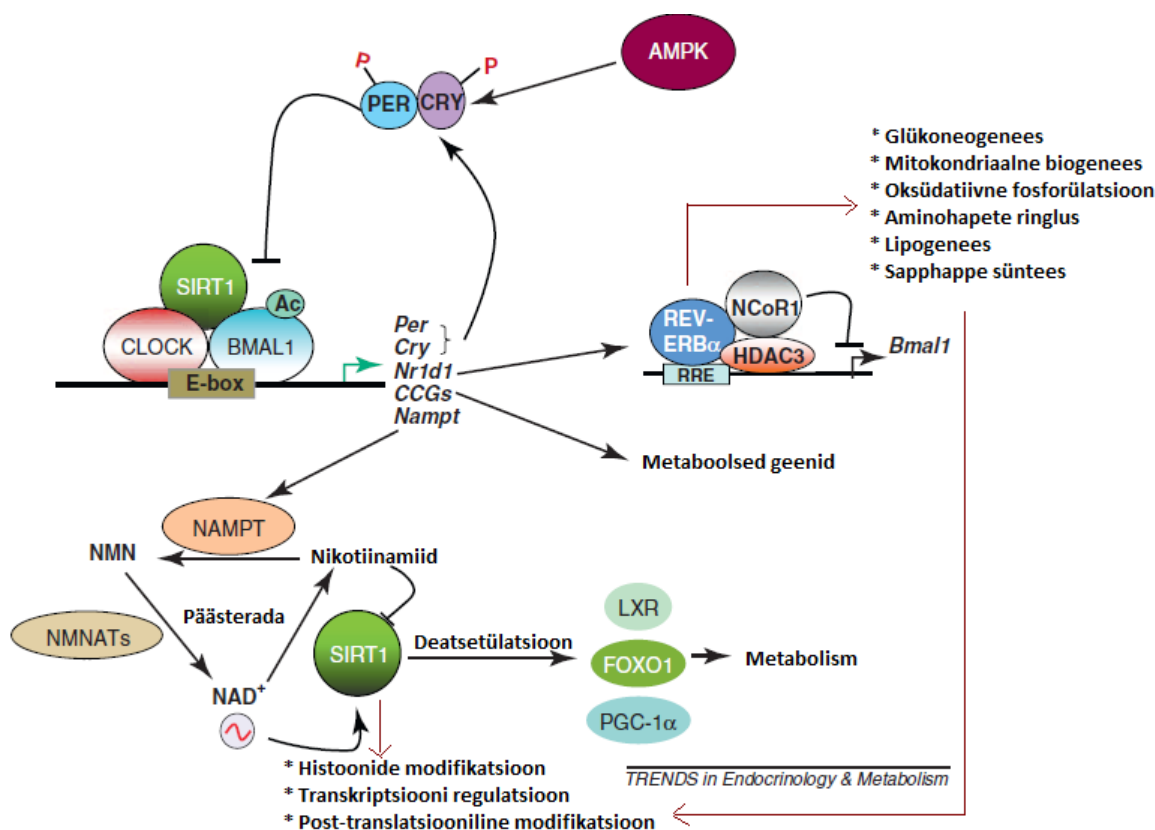 AMPK
P
P
PER
CRY
* Glükoneogenees
* Mitokondriaalne biogenees
* Oksüdatiivne fosforülatsioon
* Aminohapete ringlus
* Lipogenees
* Sapphappe süntees
SIRT1
Ac
CLOCK
BMAL1
E-box
Per
Cry
Nr1d1
CCGs
Nampt
REV-
ERBα
NCoR1
HDAC3
RRE
Bmal1
Metaboolsed geenid
NAMPT
NMN
Nikotiinamiid
Päästerada
NMNATs
NAD+
SIRT1
Deatsetülatsioon
LXR
FOXO1
PGC-1α
Metabolism
* Histoonide modifikatsioon
* Transkriptsiooni regulatsioon
* Post-translatsiooniline modifikatsioon
TRENDS in Endocrinology & Metabolism